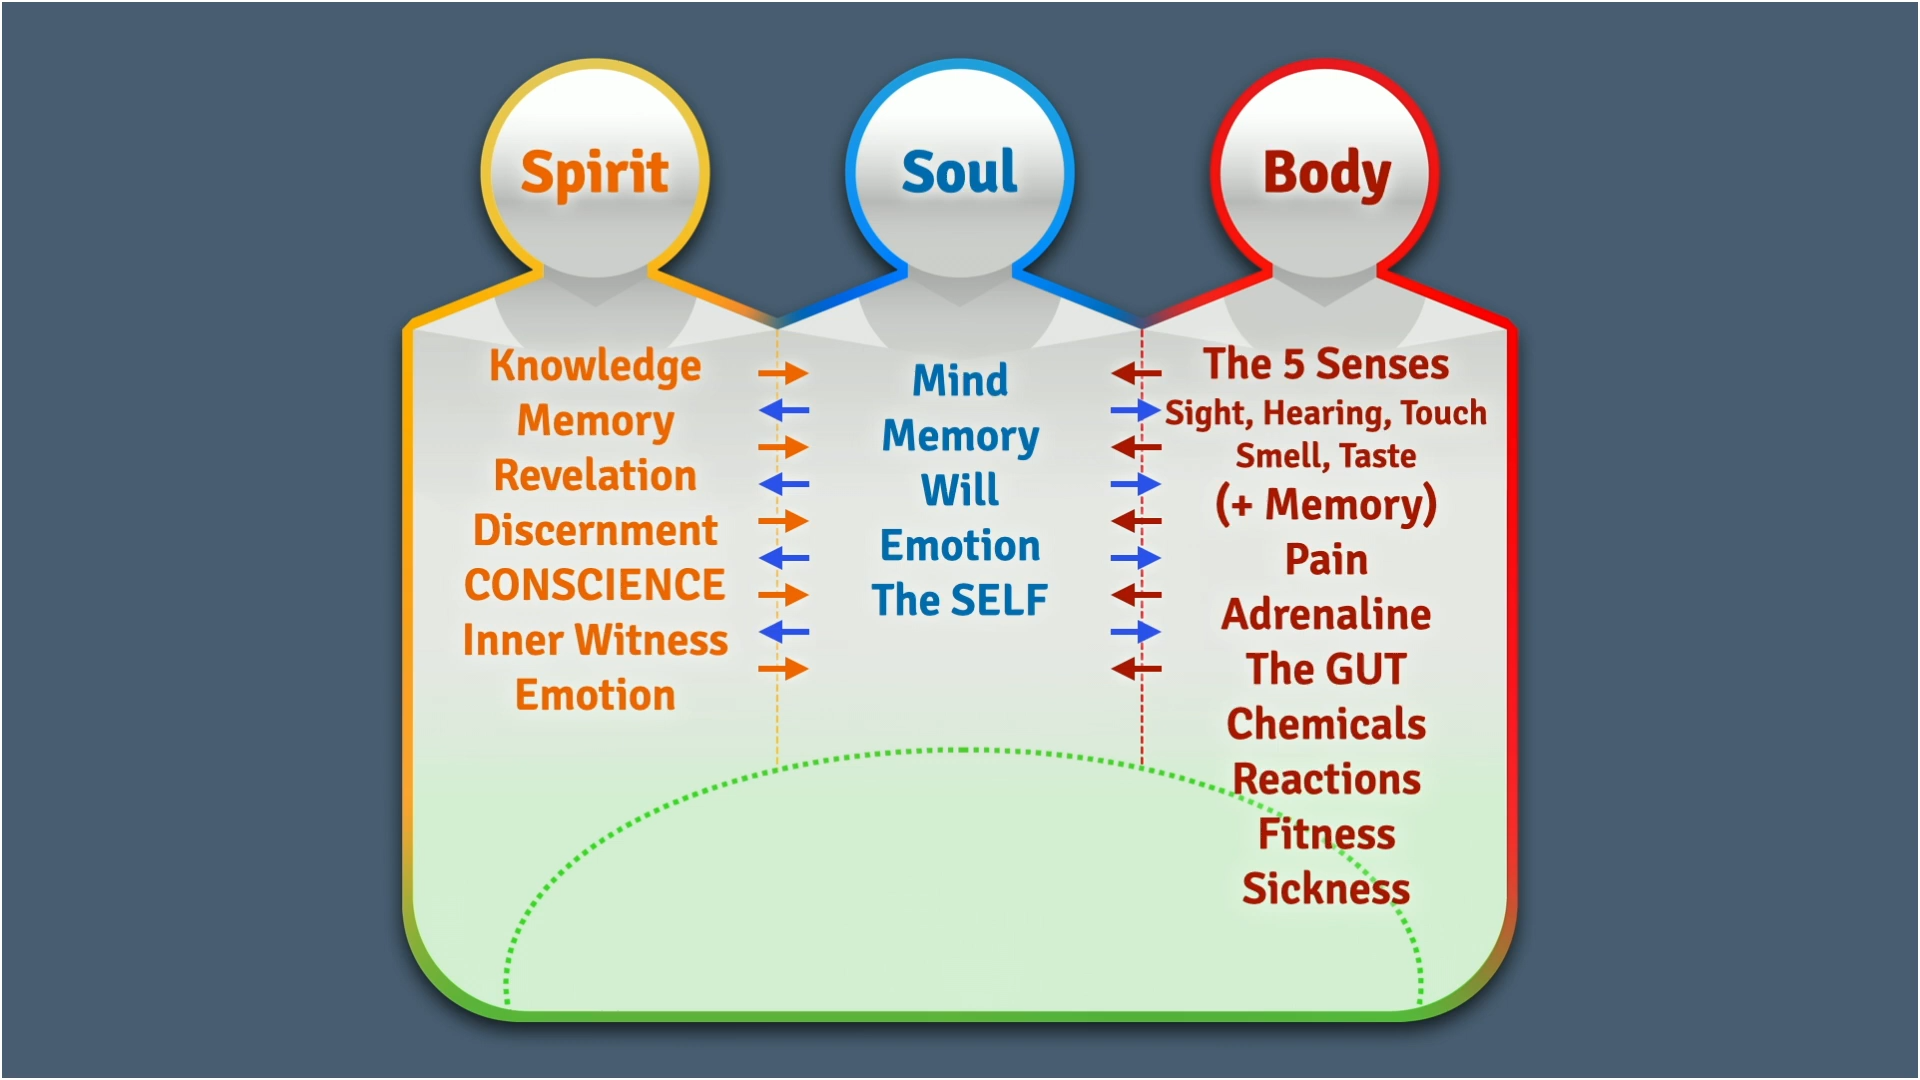 Spirit
Soul
Body
Knowledge
Memory
Revelation
Discernment
CONSCIENCE
Inner Witness
Emotion
Mind
Memory
Will
Emotion
The SELF
The 5 Senses
Sight, Hearing, Touch
Smell, Taste
(+ Memory)
Pain
Adrenaline
The GUT
Chemicals
Reactions
Fitness
Sickness